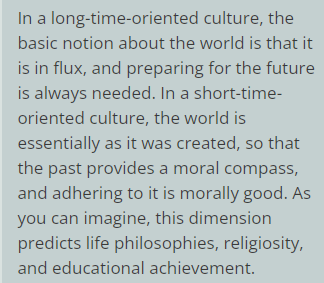 In a long-time-oriented culture, the
basic notion about the world is that it
is in flux, and preparing for the future
is always needed. In a short-time-
oriented culture, the world is
essentially as it was created, so that
the past provides a moral compass,
and adhering to it is morally good. As
you can imagine, this dimension
predicts life philosophies, religiosity,
and educational achievement.